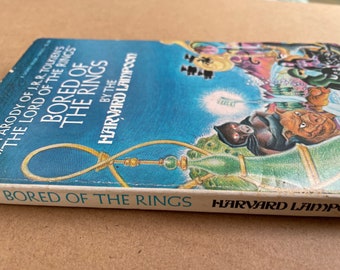 PARODY OF J.R.R. TOLKIEN'S
"THE LORD OF THE RINGS"
BORED OF
THE RINGS
BY THE
HARVARD LAMPOON
BORED OF THE RINGS HARVARD LAMPOO